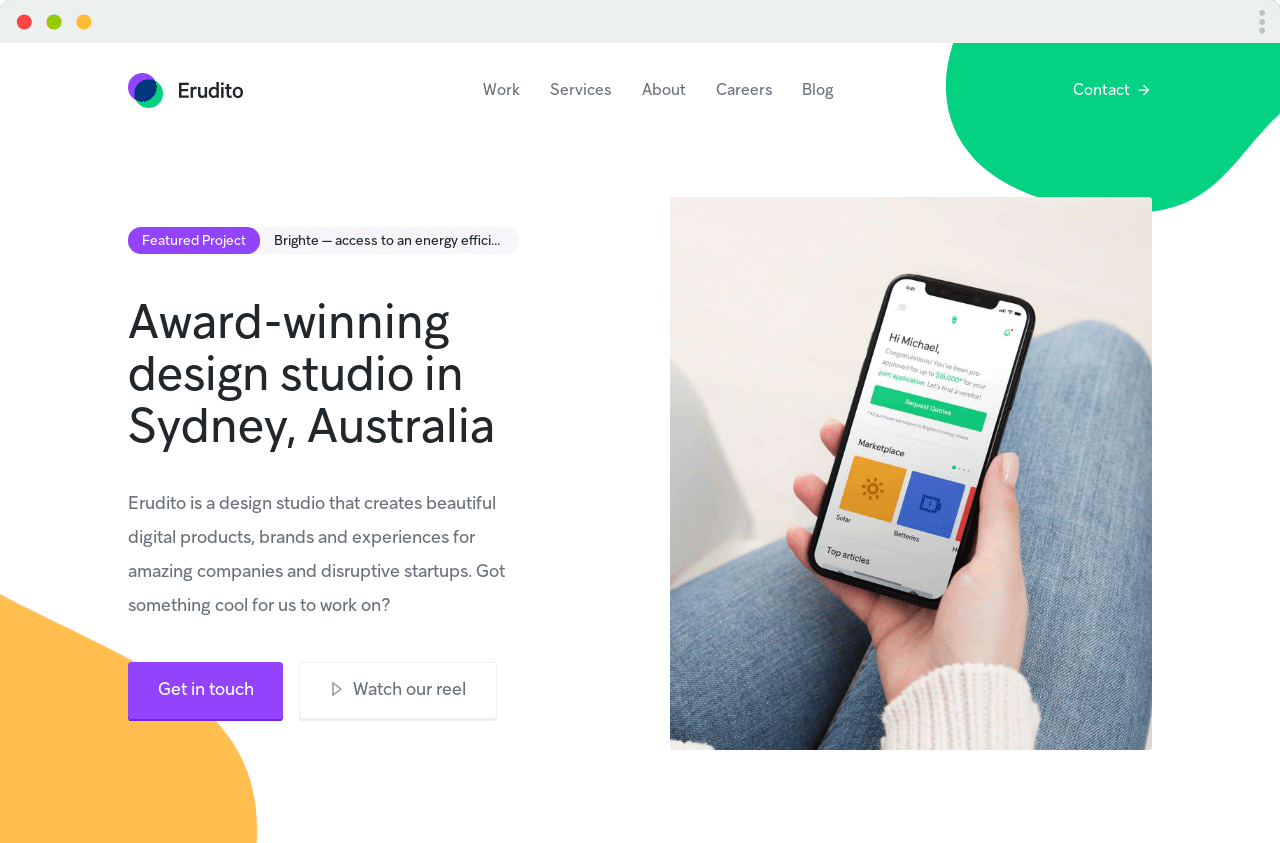 Erudito
Work
Services
About
Careers
Blog
Contact
Featured Project
Brighte — access to an energy effici...
Award-winning
design studio in
Sydney, Australia
Erudito is a design studio that creates beautiful
digital products, brands and experiences for
amazing companies and disruptive startups. Got
something cool for us to work on?
Get in touch
Watch our reel
9:41
Hi Michael,
Congratulations! You've been pre-
approved for up to $15,000* for your
joint application. Let's find a vendor!
Request Quotes
Marketplace
Solar
Batteries
Top articles